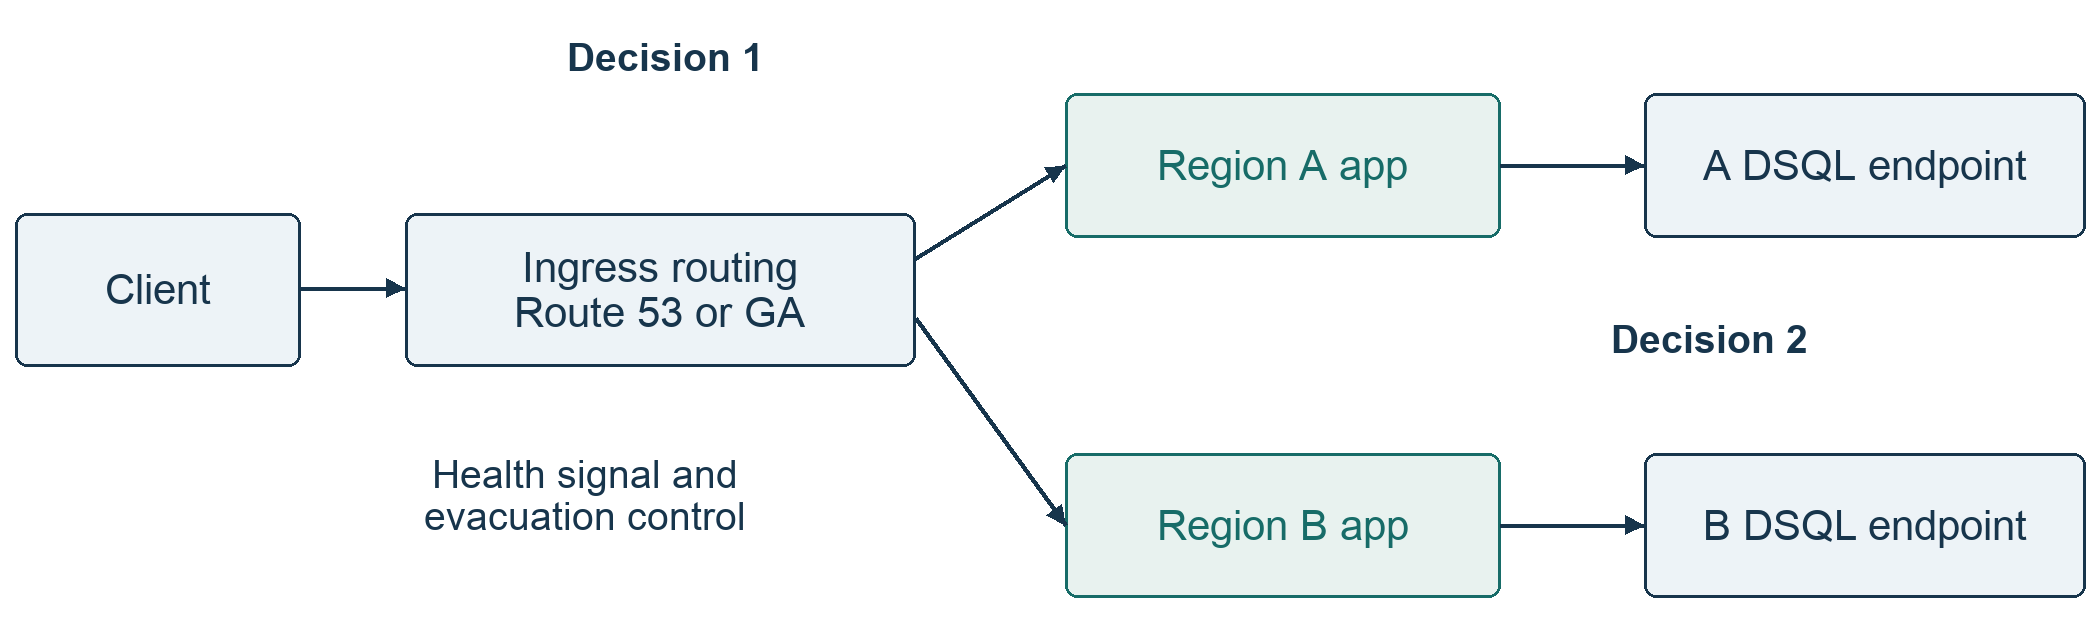 Decision 1
Region A app
A DSQL endpoint
Client
Ingress routing
Route 53 or GA
Decision 2
Health signal and
evacuation control
Region B app
B DSQL endpoint